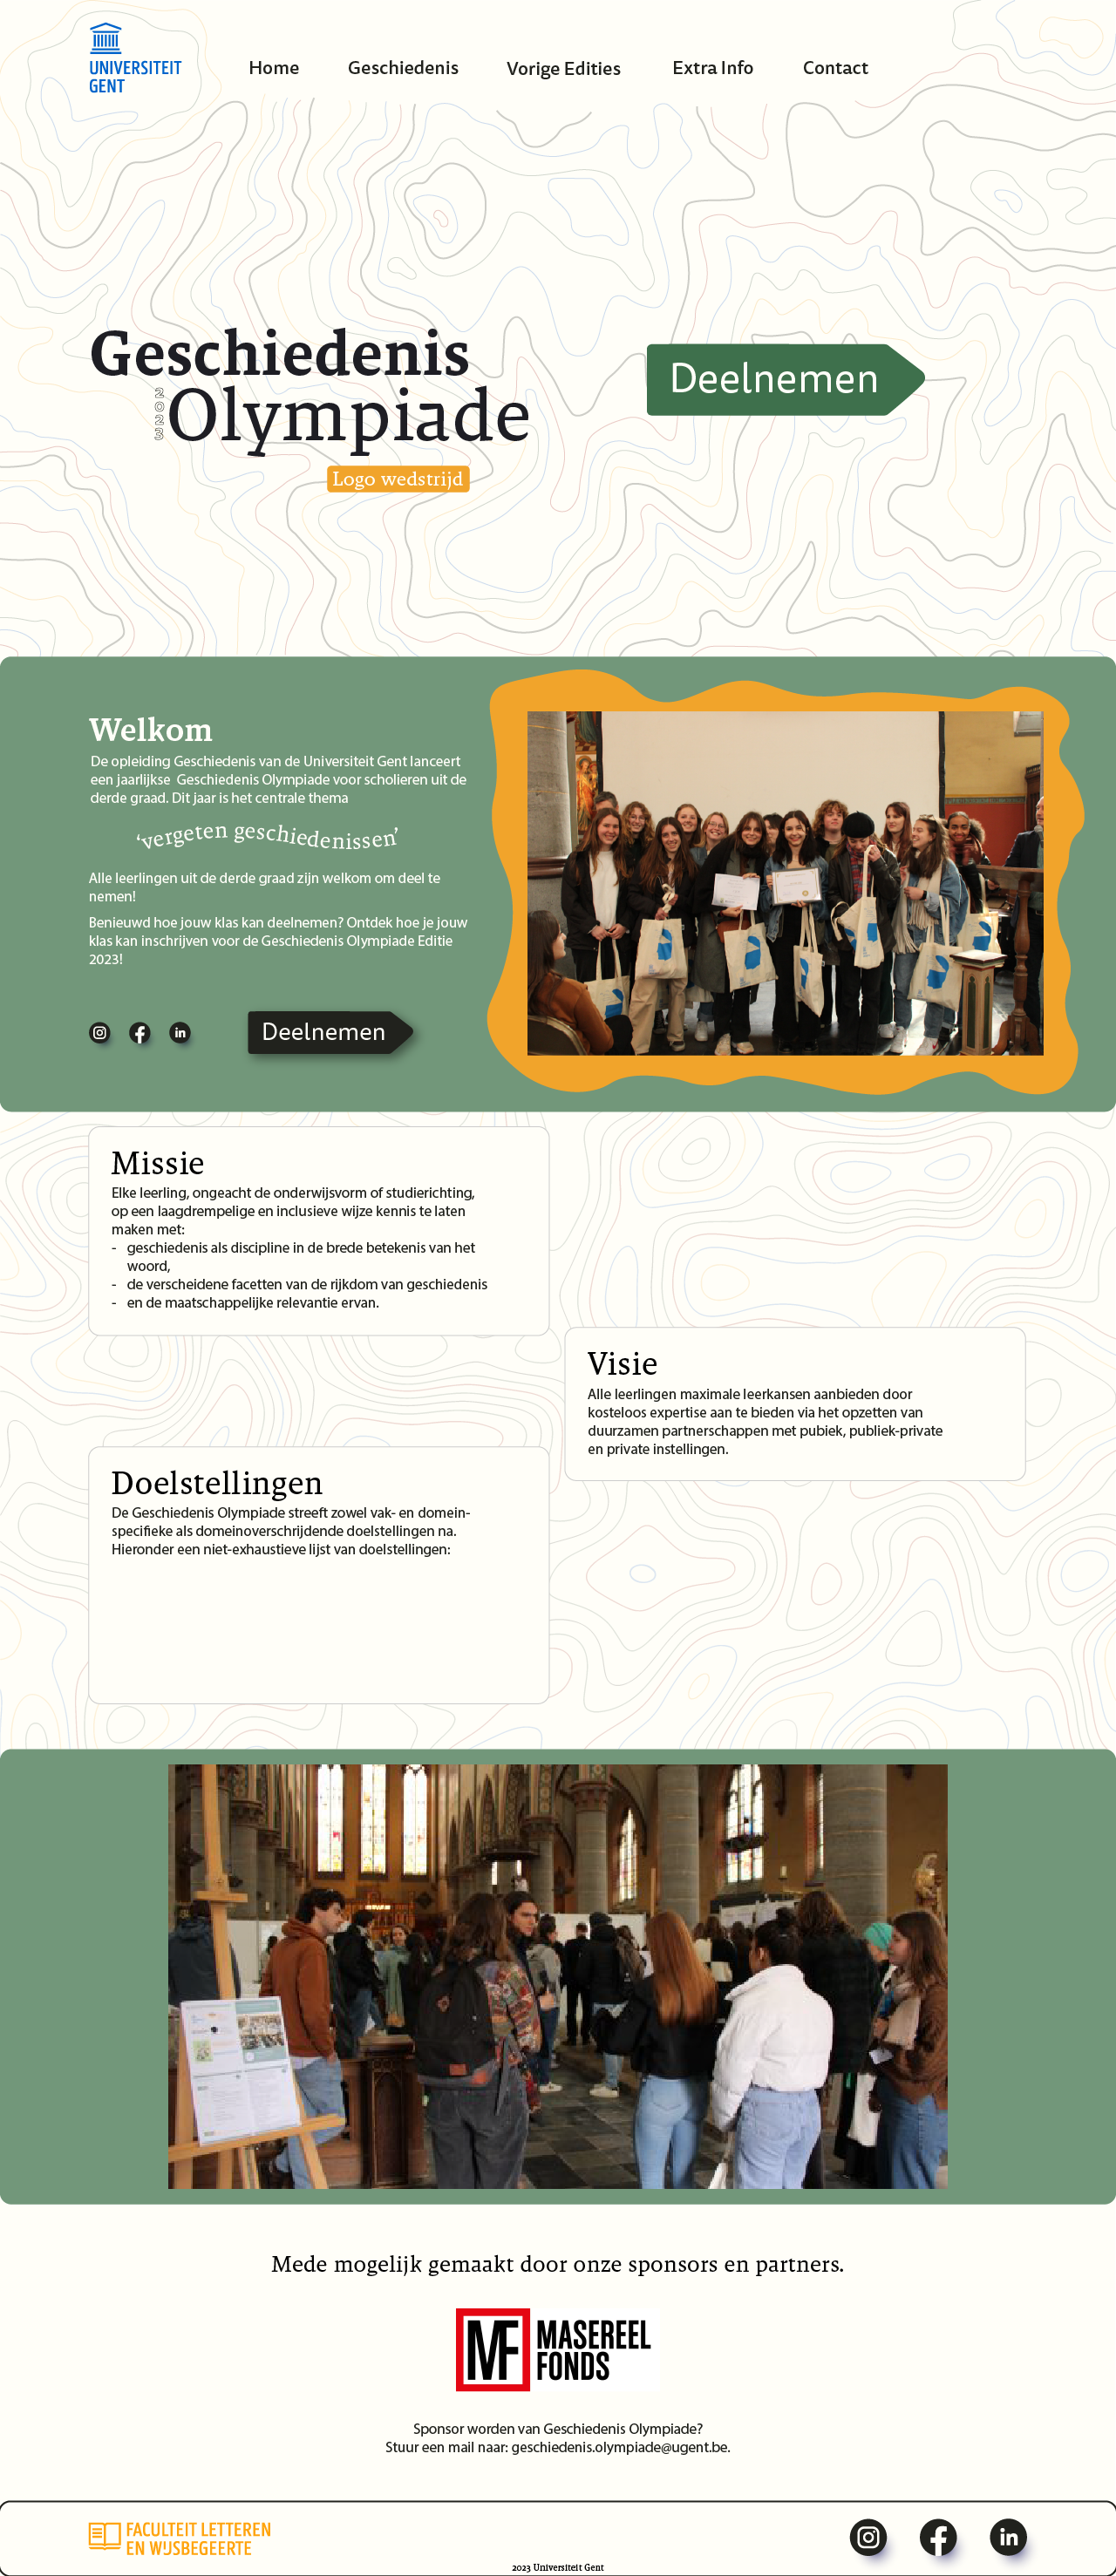 UNIVERSITEIT
GENT
Home
Geschiedenis
Vorige Edities
Extra Info
Contact
Geschiedenis
2023
Olympiade
Logo wedstrijd
Deelnemen
Welkom
De opleiding Geschiedenis van de Universiteit Gent lanceert
een jaarlijkse Geschiedenis Olympiade voor scholieren uit de
derde graad. Dit jaar is het centrale thema
‘vergeten geschiedenissen’
Alle leerlingen uit de derde graad zijn welkom om deel te
nemen!
Benieuwd hoe jouw klas kan deelnemen? Ontdek hoe je jouw
klas kan inschrijven voor de Geschiedenis Olympiade Editie
2023!
in
Deelnemen
Missie
Elke leerling, ongeacht de onderwijsvorm of studierichting,
op een laagdrempelige en inclusieve wijze kennis te laten
maken met:
- geschiedenis als discipline in de brede betekenis van het
woord,
- de verscheidene facetten van de rijkdom van geschiedenis
- en de maatschappelijke relevantie ervan.
Visie
Alle leerlingen maximale leerkansen aanbieden door
kosteloos expertise aan te bieden via het opzetten van
duurzamen partnerschappen met pubiek, publiek-private
en private instellingen.
Doelstellingen
De Geschiedenis Olympiade streeft zowel vak- en domein-
specifieke als domeinoverschrijdende doelstellingen na.
Hieronder een niet-exhaustieve lijst van doelstellingen:
Mede mogelijk gemaakt door onze sponsors en partners.
MF
MASEREEL
FONDS
Sponsor worden van Geschiedenis Olympiade?
Stuur een mail naar: geschiedenis.olympiade@ugent.be.
FACULTEIT LETTEREN
EN WIJSBEGEERTE
in
2023 Universiteit Gent